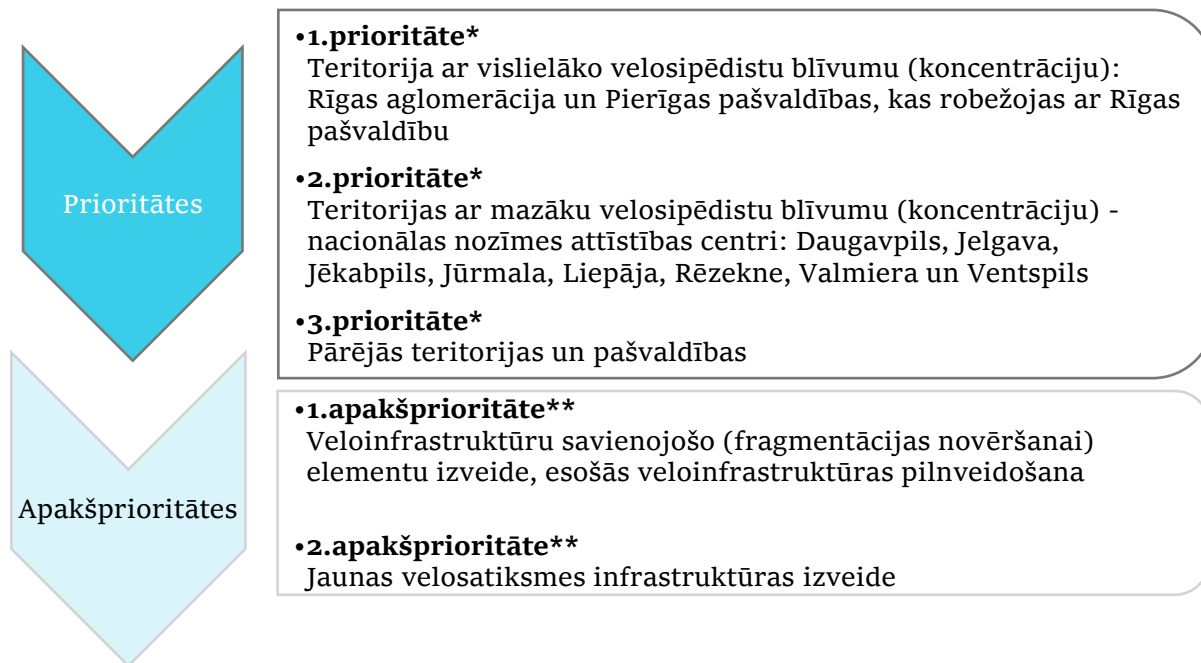 Prioritātes
•1.prioritāte*
Teritorija ar vislielāko velosipēdistu blīvumu (koncentrāciju):
Rīgas aglomerācija un Pierīgas pašvaldības, kas robežojas ar Rīgas
pašvaldību
•2.prioritāte*
Teritorijas ar mazāku velosipēdistu blīvumu (koncentrāciju) -
nacionālas nozīmes attīstības centri: Daugavpils, Jelgava,
Jēkabpils, Jūrmala, Liepāja, Rēzekne, Valmiera un Ventspils
•3.prioritāte*
Pārējās teritorijas un pašvaldības
Apakšprioritātes
•1.apakšprioritāte**
Veloinfrastruktūru savienojošo (fragmentācijas novēršanai)
elementu izveide, esošās veloinfrastruktūras pilnveidošana
•2.apakšprioritāte**
Jaunas velosatiksmes infrastruktūras izveide